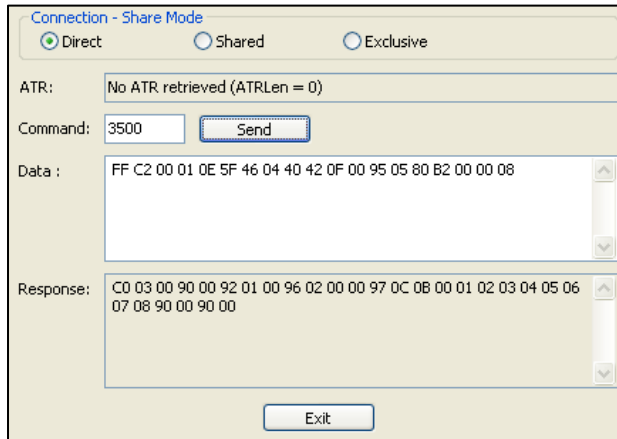 Connection - Share Mode
Direct Shared Exclusive
ATR: No ATR retrieved (ATRLen = 0)
Command: 3500 Send
Data : FF C2 00 01 0E 5F 46 04 40 42 0F 00 95 05 80 B2 00 00 08
Response: C0 03 00 90 00 92 01 00 96 02 00 00 97 0C 0B 00 01 02 03 04 05 06
07 08 90 00 90 00
Exit